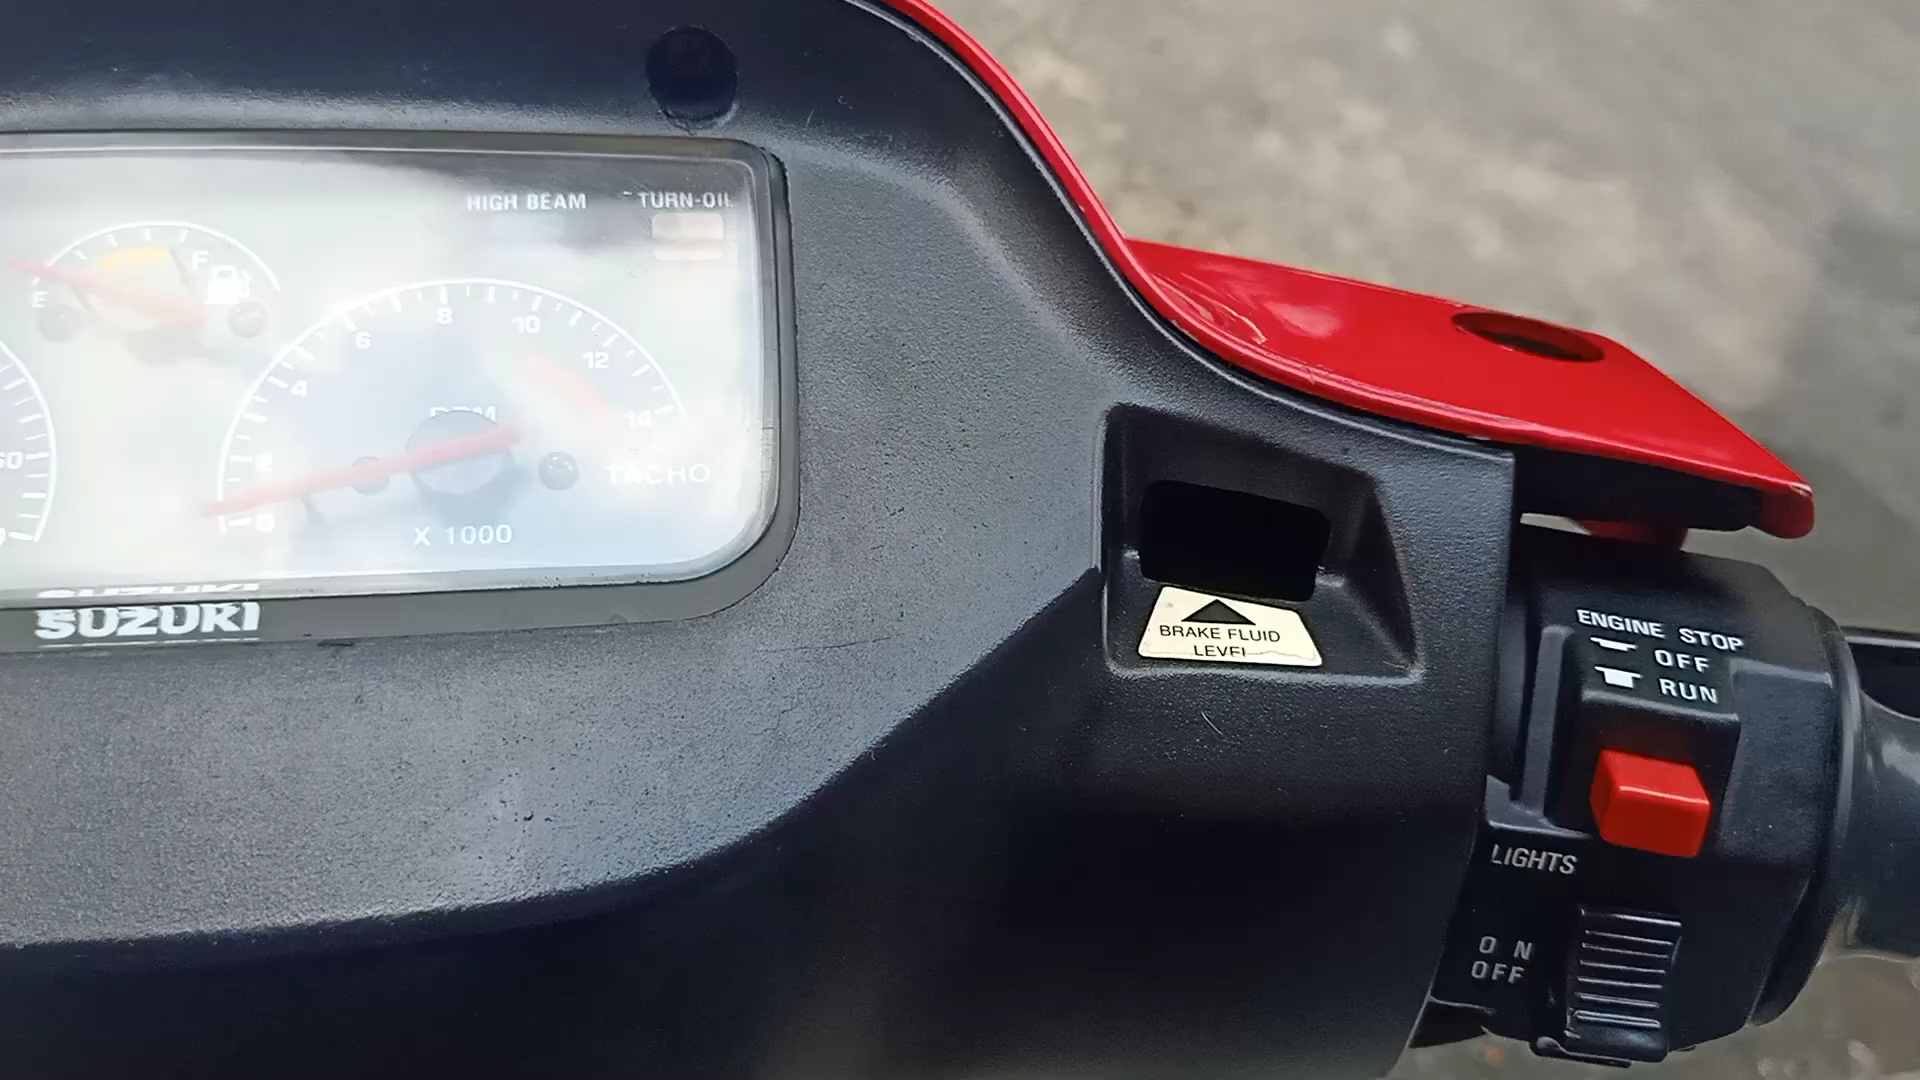 HIGH BEAM
TURN-OIL
E
F
0
2
4
6
8
10
12
14
RPM
TACHO
X 1000
SUZUKI
BRAKE FLUID
LEVEL
ENGINE STOP
OFF
RUN
LIGHTS
ON
OFF